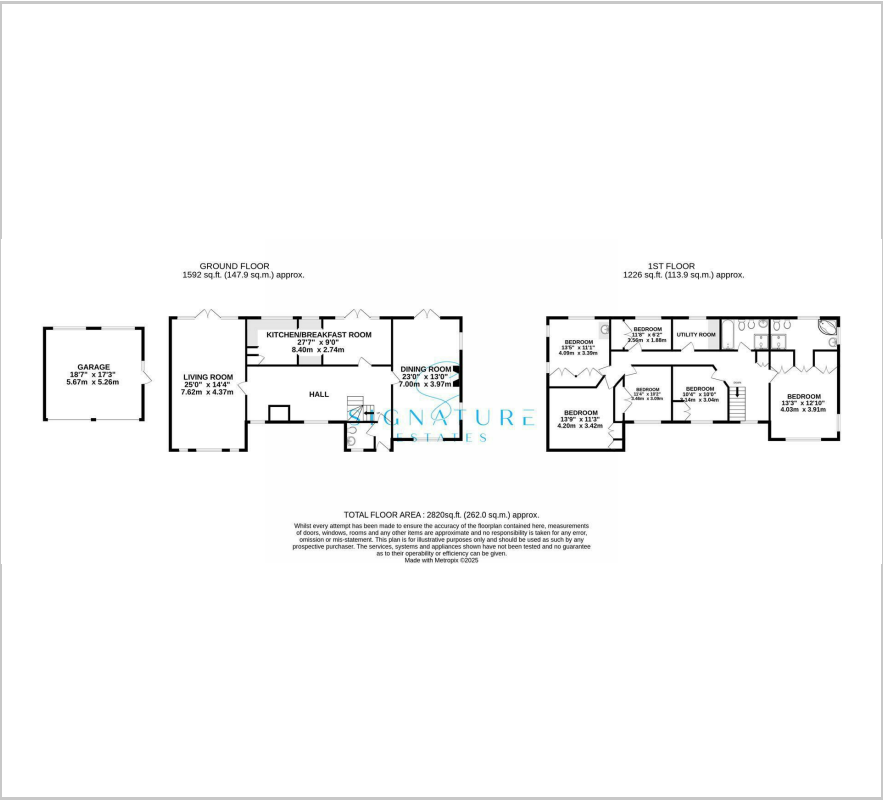 GROUND FLOOR
1592 sq.ft. (147.9 sq.m.) approx.
1ST FLOOR
1226 sq.ft. (113.9 sq.m.) approx.
GARAGE
18'7" x 17'3"
5.67m x 5.26m
LIVING ROOM
25'0" x 14'4"
7.62m x 4.37m
KITCHEN/BREAKFAST ROOM
27'7" x 9'0"
8.40m x 2.74m
HALL
DINING ROOM
23'0" x 13'0"
7.00m x 3.97m
BEDROOM
13'5" x 11'1"
4.09m x 3.39m
BEDROOM
11'8" x 6'2"
3.56m x 1.88m
UTILITY ROOM
BEDROOM
13'9" x 11'3"
4.20m x 3.42m
BEDROOM
11'4" x 10'2"
BEDROOM
10'4" x 10'0"
x 3.04m
BEDROOM
13'3" x 12'10"
4.03m x 3.91m
SIGNATURE
ESTATES
TOTAL FLOOR AREA : 2820sq.ft. (262.0 sq.m.) approx.
Whilst every attempt has been made to ensure the accuracy of the floorplan contained here, measurements
of doors, windows, rooms and any other items are approximate and no responsibility is taken for any error,
omission or mis-statement. This plan is for illustrative purposes only and should be used as such by any
prospective purchaser. The services, systems and appliances shown have not been tested and no guarantee
as to their operability or efficiency can be given.
Made with Metropix ©2025